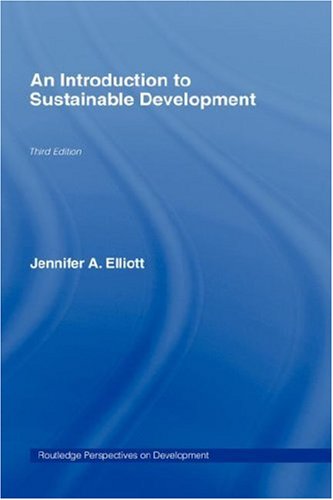 An Introduction to
Sustainable Development
Third Edition
Jennifer A. Elliott
Routledge Perspectives on Development